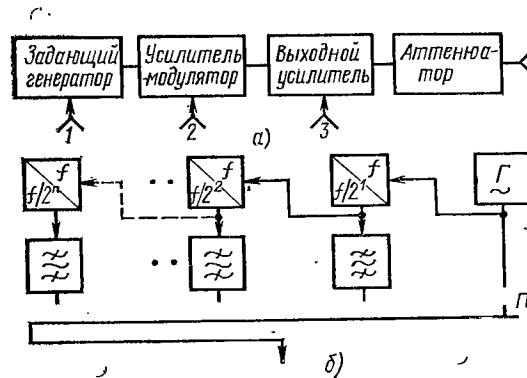 Задающий генератор
Усилитель-модулятор
Выходной усилитель
Аттенюа-
тор
1
2
3
а)
f
f/2ⁿ
f
f/2²
f
f/2¹
Г
П
б)